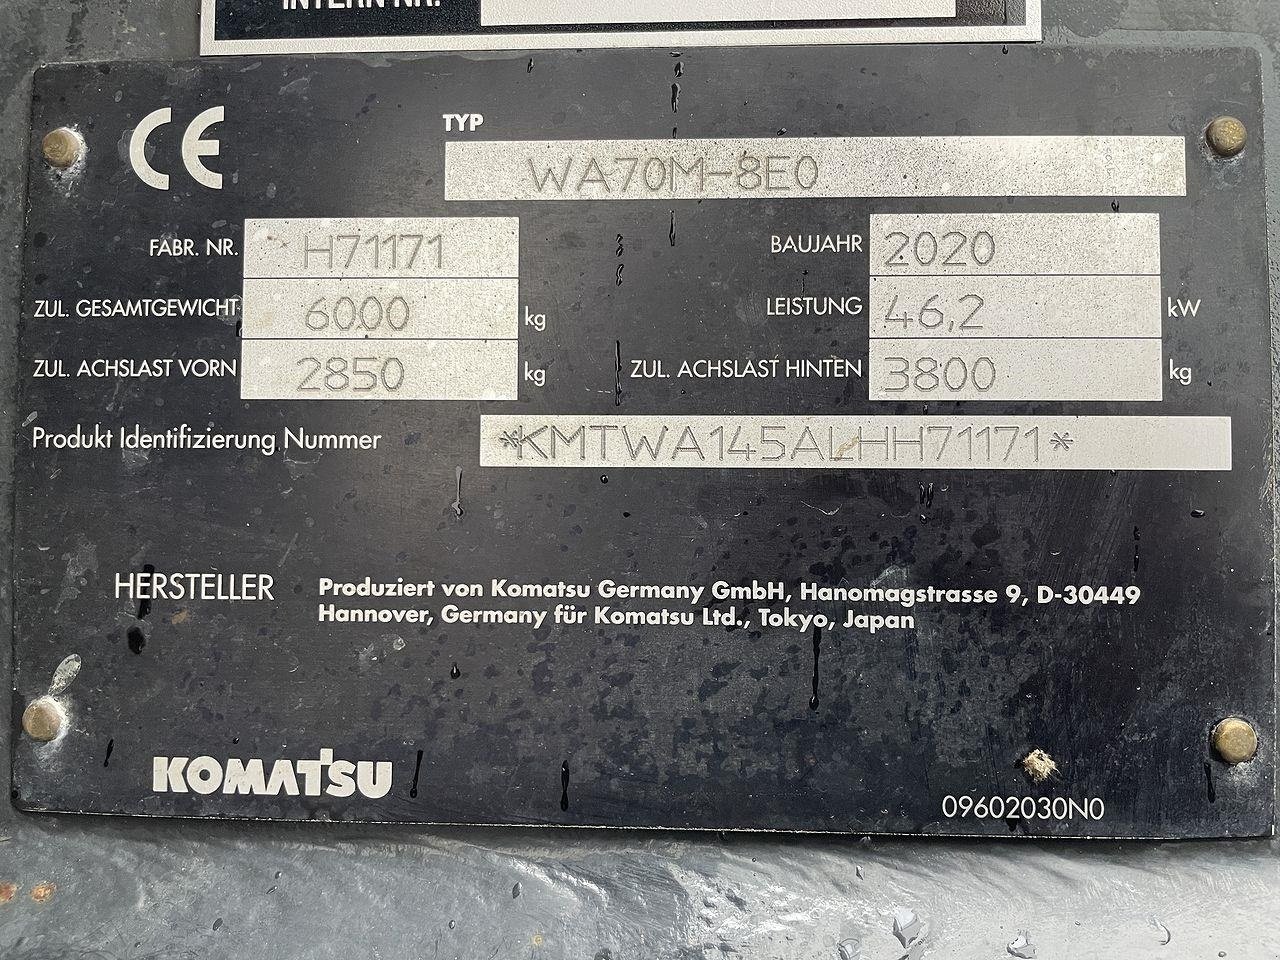 INTERN NR.
CE
TYP
WA70M-8E0
FABR. NR. H71171 BAUJAHR 2020
ZUL. GESAMTGEWICHT 6000 kg LEISTUNG 46,2 kW
ZUL. ACHSLAST VORN 2850 kg ZUL. ACHSLAST HINTEN 3800 kg
Produkt Identifizierung Nummer *KMTWA145ALHH71171*
HERSTELLER Produziert von Komatsu Germany GmbH, Hanomagstrasse 9, D-30449
Hannover, Germany für Komatsu Ltd., Tokyo, Japan
KOMATSU
09602030N0